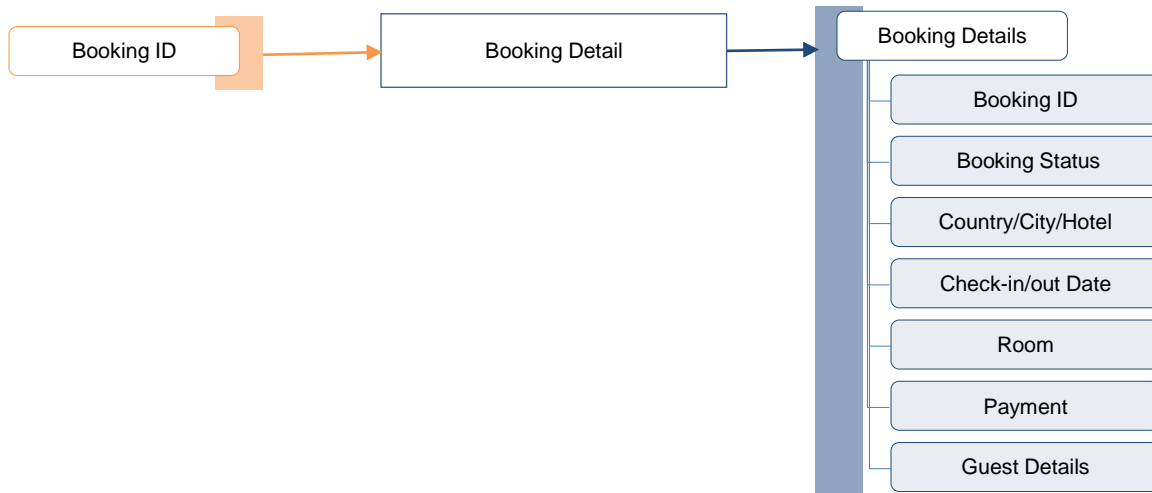 Booking ID
Booking Detail
Booking Details
Booking ID
Booking Status
Country/City/Hotel
Check-in/out Date
Room
Payment
Guest Details